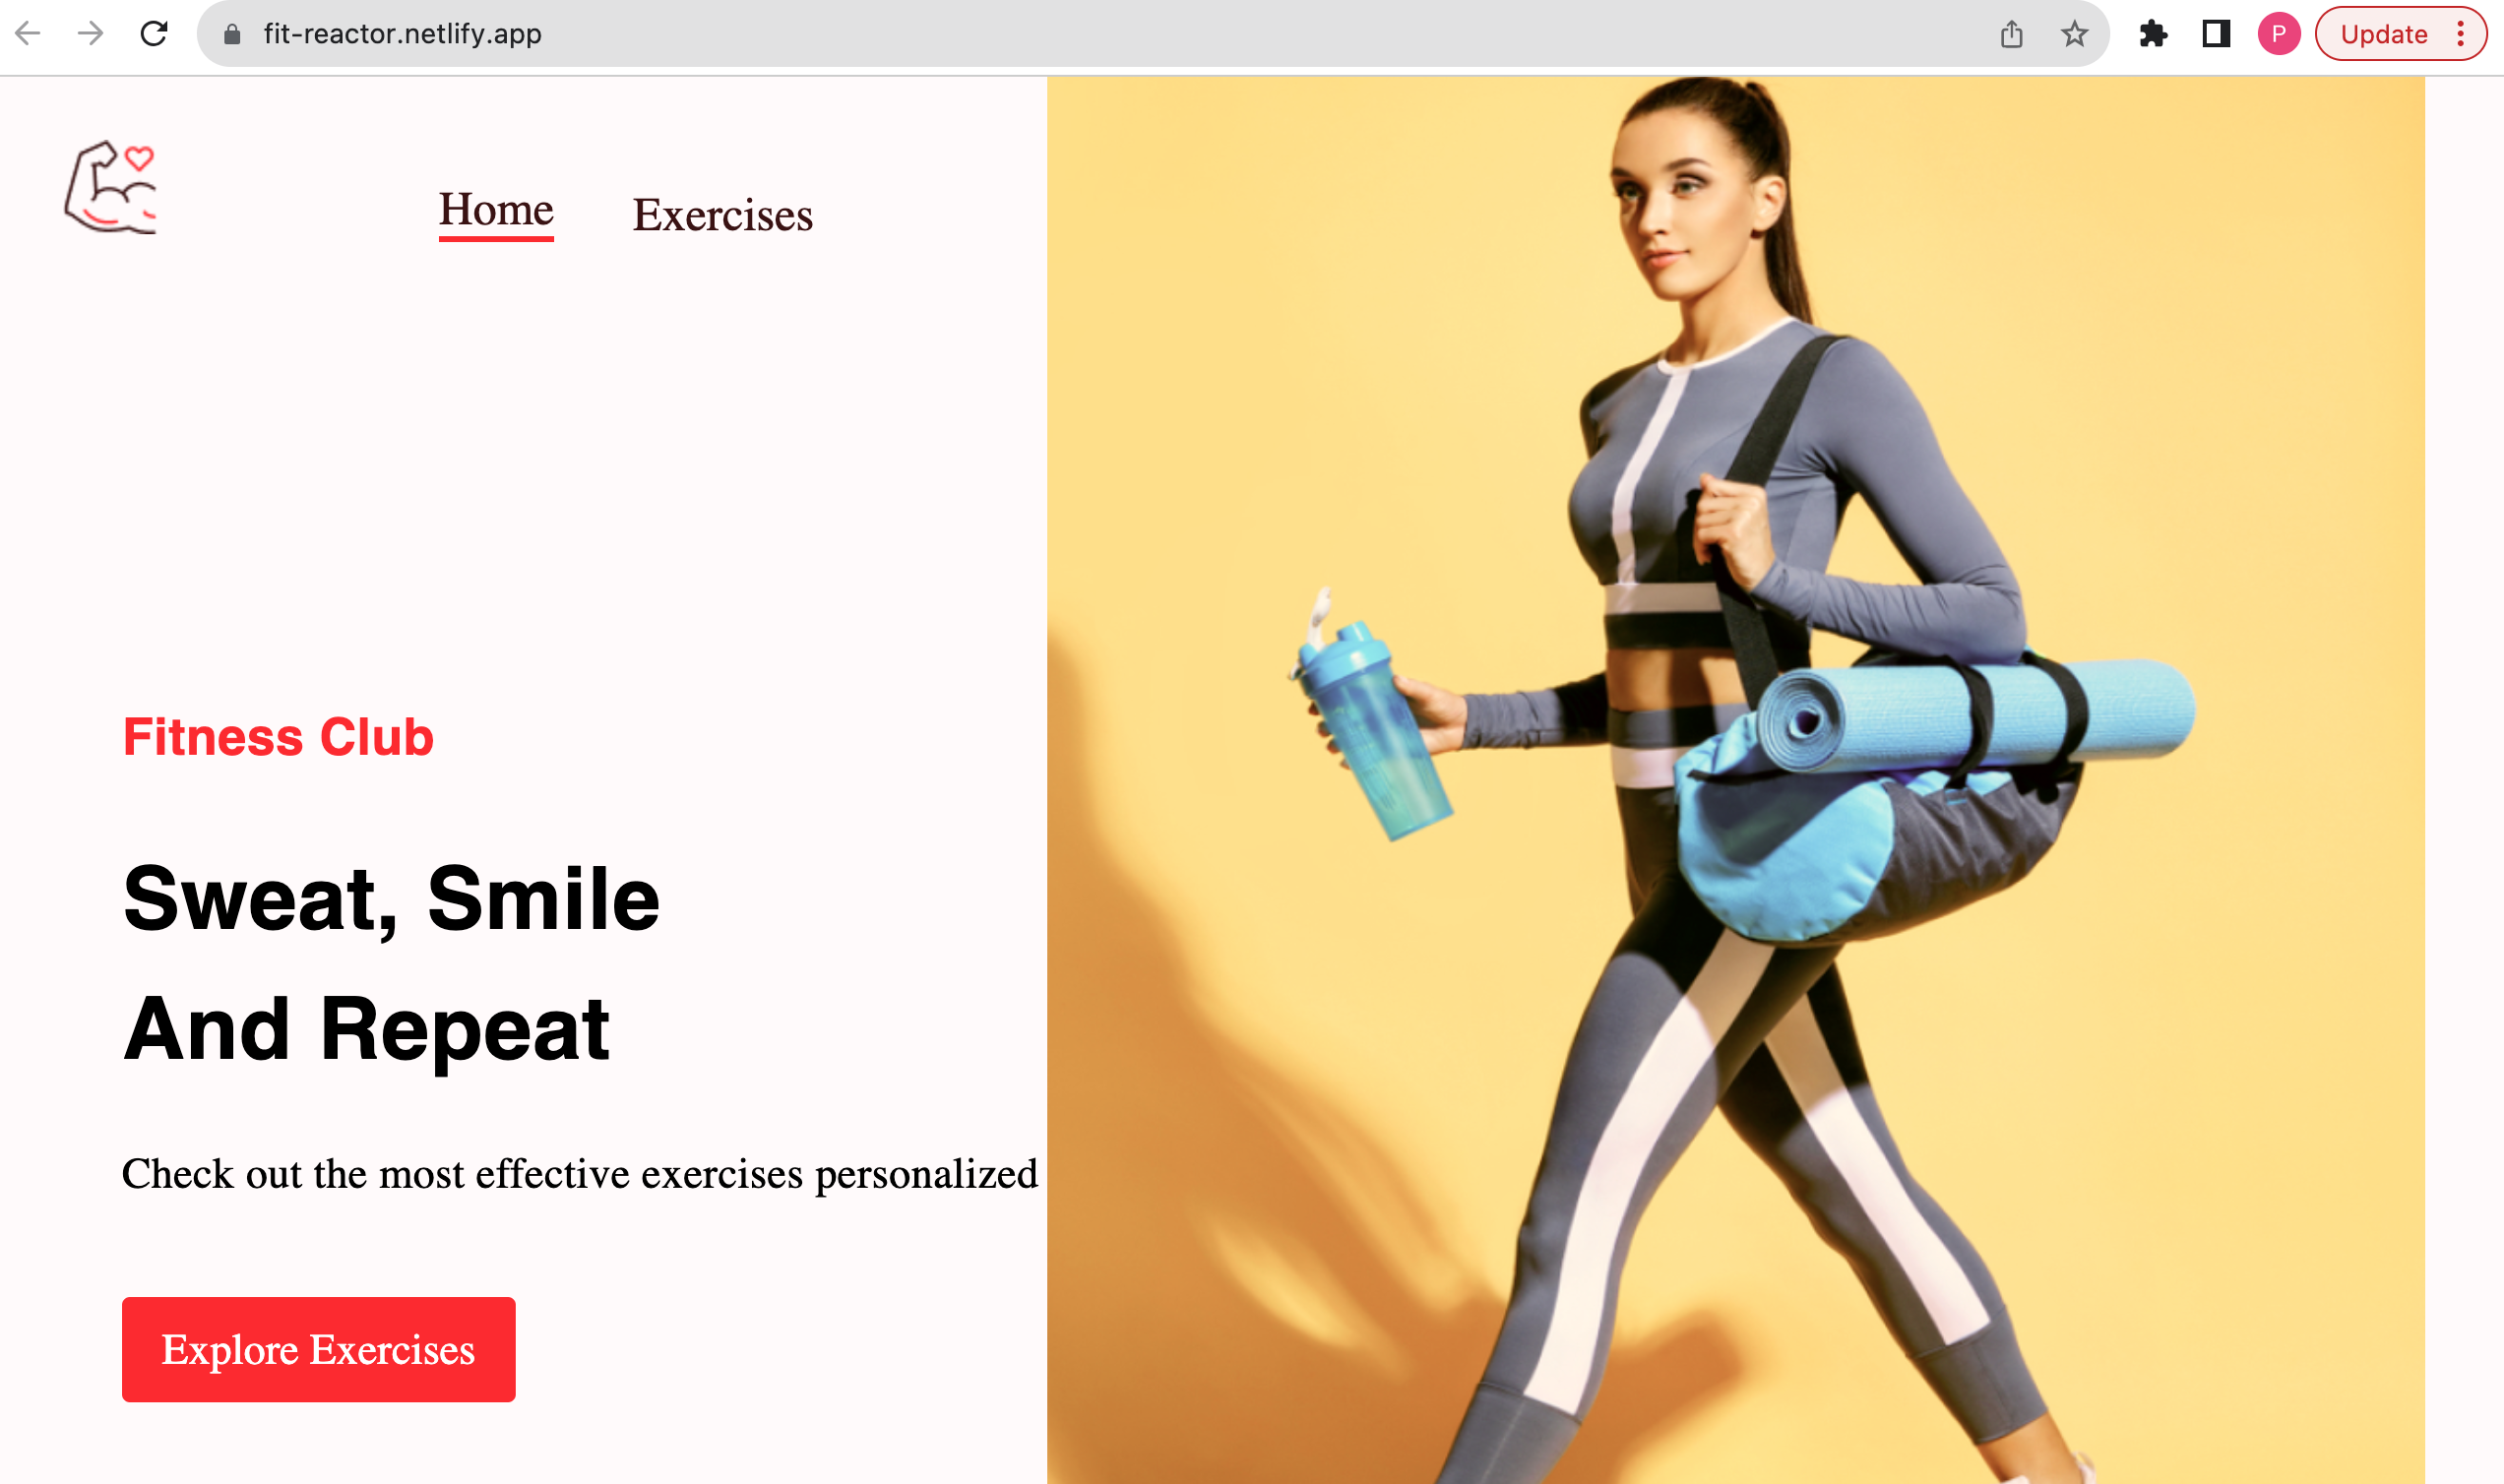 fit-reactor.netlify.app
P
Update
Home
Exercises
Fitness Club
Sweat, Smile
And Repeat
Check out the most effective exercises personalized
Explore Exercises